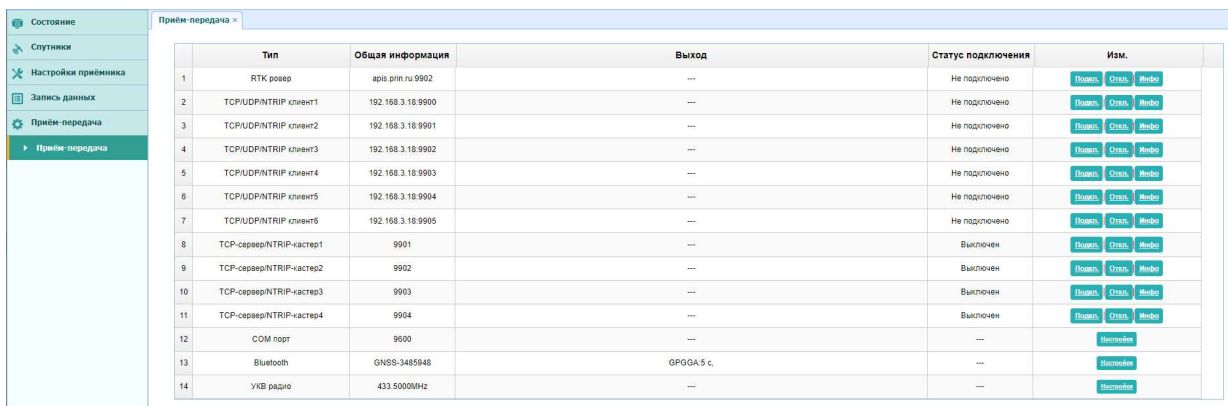 Состояние
Спутники
Настройки приёмника
Запись данных
Приём-передача
Приём-передача
Приём-передача ×
Тип Общая информация Выход Статус подключения Изм.
1 RTK ровер apis.prin.ru:9902 --- Не подключено Подкл. Откл. Инфо
2 TCP/UDP/NTRIP клиент1 192.168.3.18:9900 --- Не подключено Подкл. Откл. Инфо
3 TCP/UDP/NTRIP клиент2 192.168.3.18:9901 --- Не подключено Подкл. Откл. Инфо
4 TCP/UDP/NTRIP клиент3 192.168.3.18:9902 --- Не подключено Подкл. Откл. Инфо
5 TCP/UDP/NTRIP клиент4 192.168.3.18:9903 --- Не подключено Подкл. Откл. Инфо
6 TCP/UDP/NTRIP клиент5 192.168.3.18:9904 --- Не подключено Подкл. Откл. Инфо
7 TCP/UDP/NTRIP клиент6 192.168.3.18:9905 --- Не подключено Подкл. Откл. Инфо
8 TCP-сервер/NTRIP-кастер1 9901 --- Выключен Подкл. Откл. Инфо
9 TCP-сервер/NTRIP-кастер2 9902 --- Выключен Подкл. Откл. Инфо
10 TCP-сервер/NTRIP-кастер3 9903 --- Выключен Подкл. Откл. Инфо
11 TCP-сервер/NTRIP-кастер4 9904 --- Выключен Подкл. Откл. Инфо
12 COM порт 9600 --- --- Настройки
13 Bluetooth GNSS-3485948 GPGGA:5 с, --- Настройки
14 УКВ радио 433.5000MHz --- --- Настройки